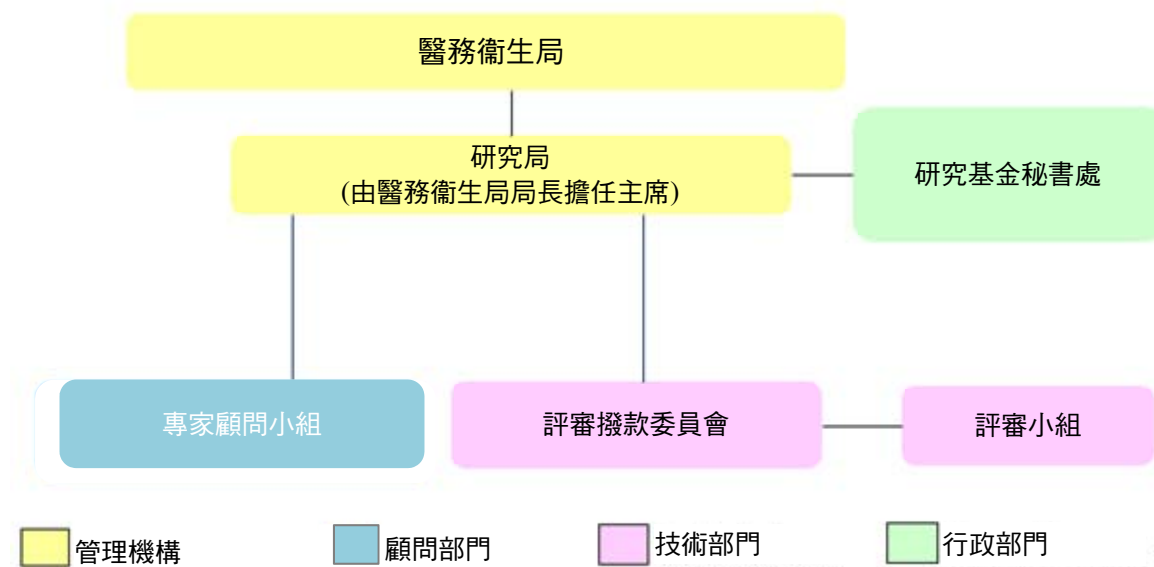 醫務衞生局
研究局
(由醫務衞生局局長擔任主席)
研究基金秘書處
專家顧問小組
評審撥款委員會
評審小組
管理機構
顧問部門
技術部門
行政部門